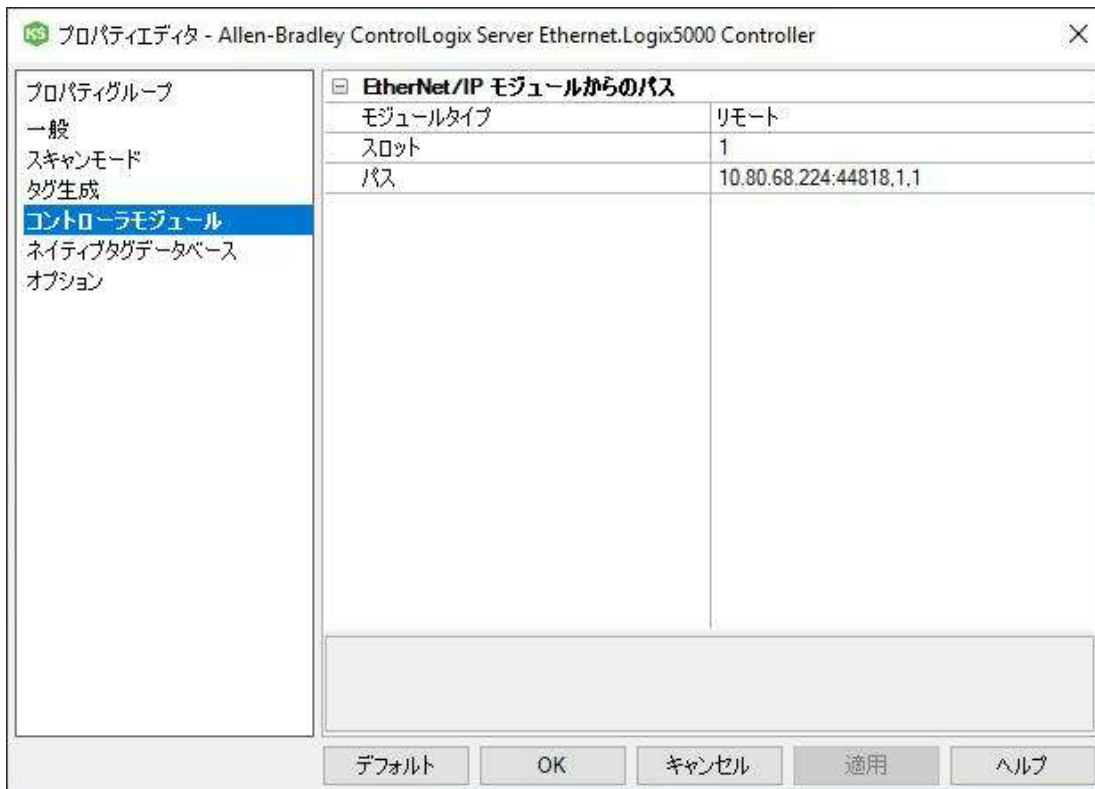 プロパティエディタ - Allen-Bradley ControlLogix Server Ethernet.Logix5000 Controller
プロパティグループ
一般
スキャンモード
タグ生成
コントローラモジュール
ネイティブタグデータベース
オプション
EtherNet/IP モジュールからのパス
モジュールタイプ リモート
スロット 1
パス 10.80.68.224:44818,1,1
デフォルト OK キャンセル 適用 ヘルプ